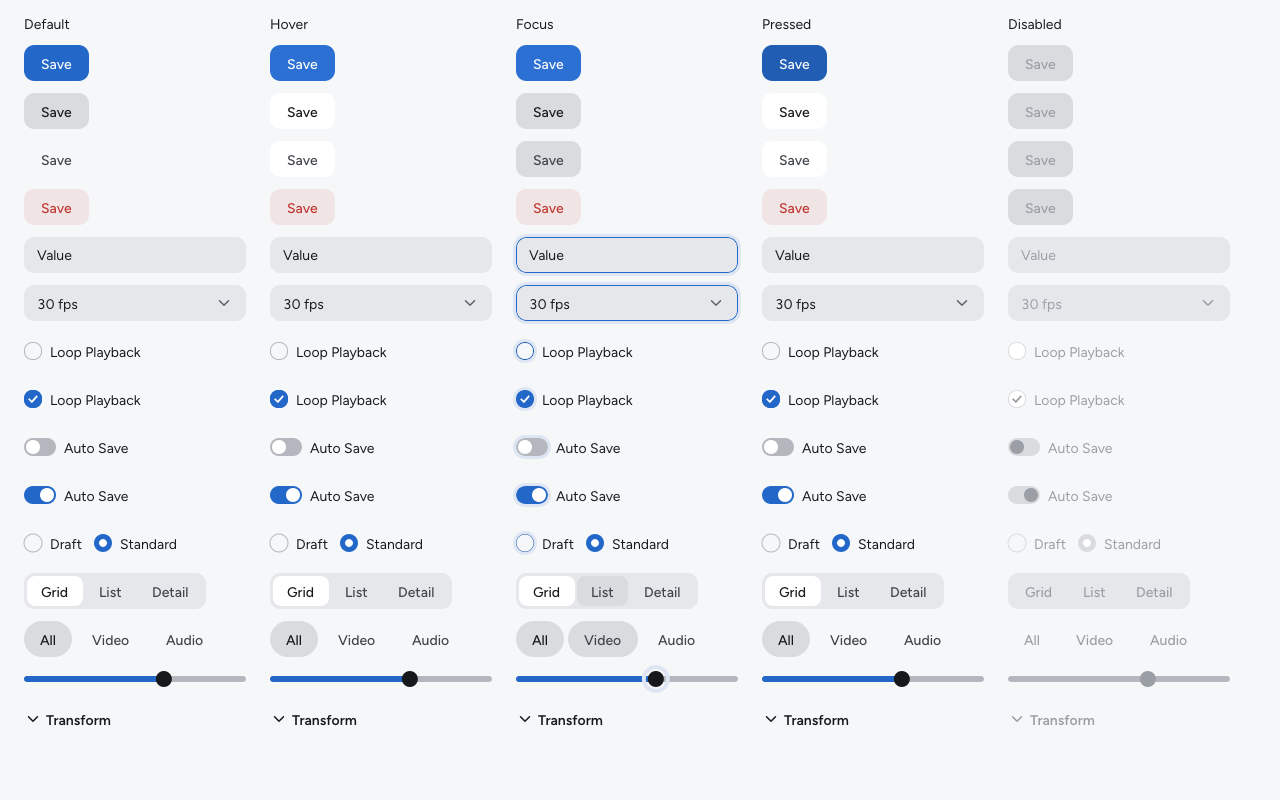 Default Hover Focus Pressed Disabled
Save Save Save Save Save
Save Save Save Save Save
Save Save Save Save Save
Save Save Save Save Save
Value Value Value Value Value
30 fps 30 fps 30 fps 30 fps 30 fps
Loop Playback Loop Playback Loop Playback Loop Playback Loop Playback
Loop Playback Loop Playback Loop Playback Loop Playback Loop Playback
Auto Save Auto Save Auto Save Auto Save Auto Save
Auto Save Auto Save Auto Save Auto Save Auto Save
Draft Standard Draft Standard Draft Standard Draft Standard Draft Standard
Grid List Detail Grid List Detail Grid List Detail Grid List Detail Grid List Detail
All Video Audio All Video Audio All Video Audio All Video Audio All Video Audio
Transform Transform Transform Transform Transform